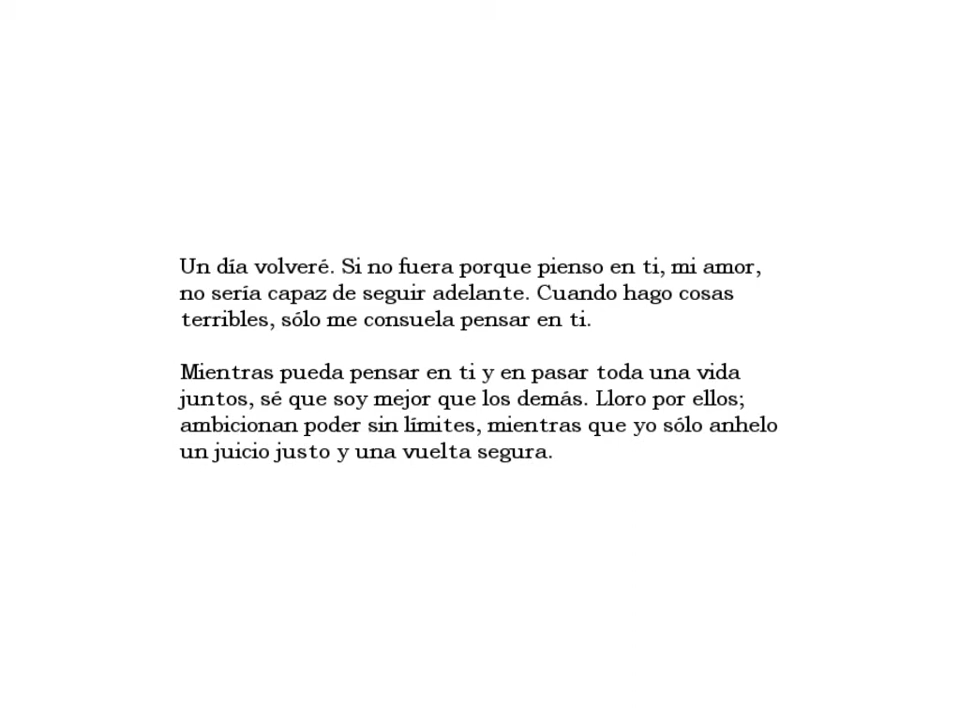 Un día volveré. Si no fuera porque pienso en ti, mi amor,
no sería capaz de seguir adelante. Cuando hago cosas
terribles, sólo me consuela pensar en ti.
Mientras pueda pensar en ti y en pasar toda una vida
juntos, sé que soy mejor que los demás. Lloro por ellos;
ambicionan poder sin límites, mientras que yo sólo anhelo
un juicio justo y una vuelta segura.